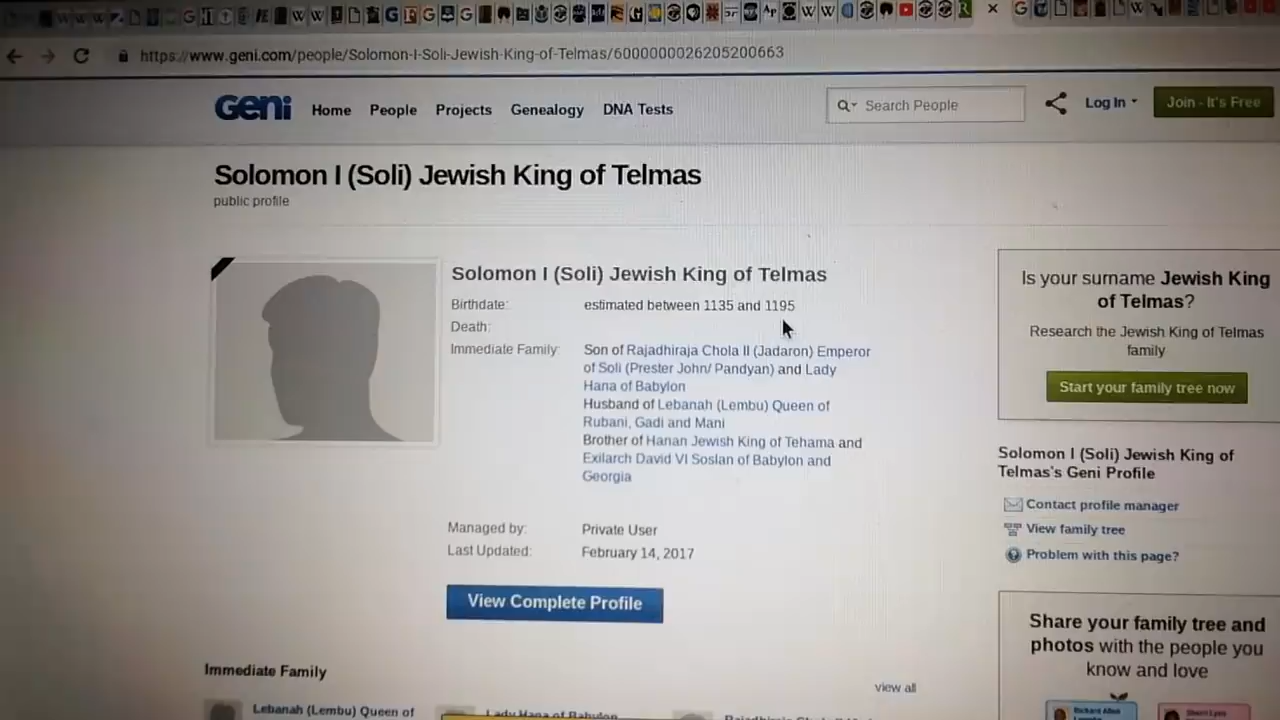 https://www.geni.com/people/Solomon-I-Soli-Jewish-King-of-Telmas/6000000026205200663
Geni Home People Projects Genealogy DNA Tests Search People Log In Join - It's Free
Solomon I (Soli) Jewish King of Telmas
public profile
Solomon I (Soli) Jewish King of Telmas
Birthdate: estimated between 1135 and 1195
Death:
Immediate Family: Son of Rajadhiraja Chola II (Jadaron) Emperor
of Soli (Prester John/ Pandyan) and Lady
Hana of Babylon
Husband of Lebanah (Lembu) Queen of
Rubani, Gadi and Mani
Brother of Hanan Jewish King of Tehama and
Exilarch David VI Soslan of Babylon and
Georgia
Managed by: Private User
Last Updated: February 14, 2017
View Complete Profile
Immediate Family
view all
Lebanah (Lembu) Queen of
Lady Hana of Babylon
Is your surname Jewish King
of Telmas?
Research the Jewish King of Telmas
family
Start your family tree now
Solomon I (Soli) Jewish King of
Telmas's Geni Profile
Contact profile manager
View family tree
Problem with this page?
Share your family tree and
photos with the people you
know and love